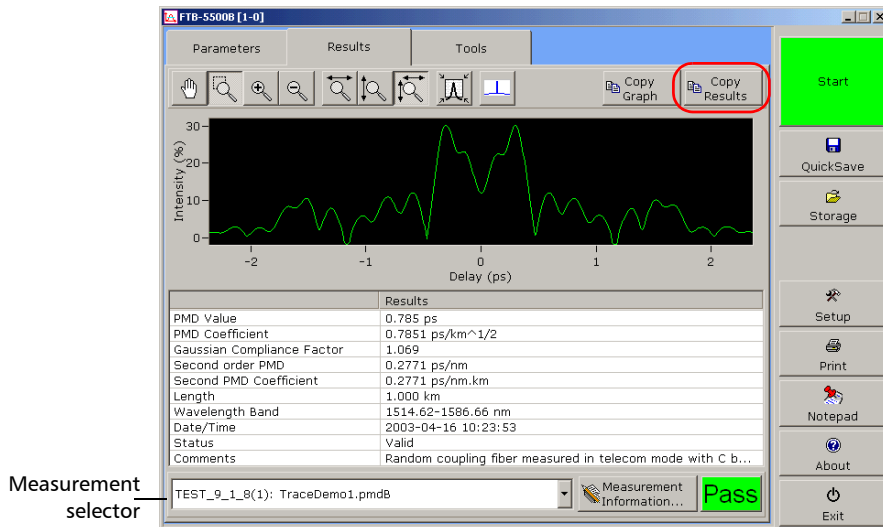 FTB-5500B [1-0]
Parameters
Results
Tools
Copy
Graph
Copy
Results
30
20
10
0
Intensity (%)
-2
-1
0
1
2
Delay (ps)
Results
PMD Value 0.785 ps
PMD Coefficient 0.7851 ps/km^1/2
Gaussian Compliance Factor 1.069
Second order PMD 0.2771 ps/nm
Second PMD Coefficient 0.2771 ps/nm.km
Length 1.000 km
Wavelength Band 1514.62-1586.66 nm
Date/Time 2003-04-16 10:23:53
Status Valid
Comments Random coupling fiber measured in telecom mode with C b...
Measurement
selector
TEST_9_1_8(1): TraceDemo1.pmdB
Measurement
Information...
Pass
Start
QuickSave
Storage
Setup
Print
Notepad
About
Exit